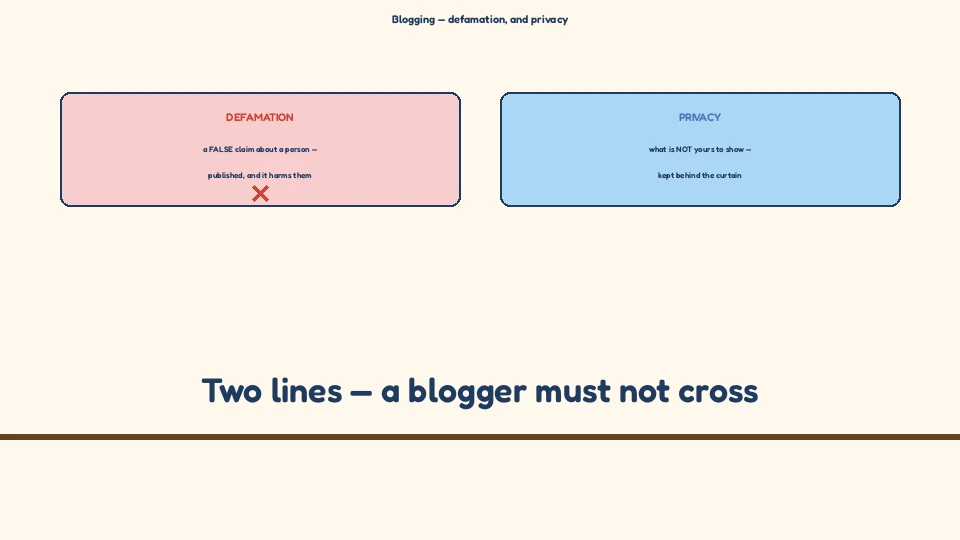 Blogging — defamation, and privacy
DEFAMATION
a FALSE claim about a person —
published, and it harms them
PRIVACY
what is NOT yours to show —
kept behind the curtain
Two lines — a blogger must not cross